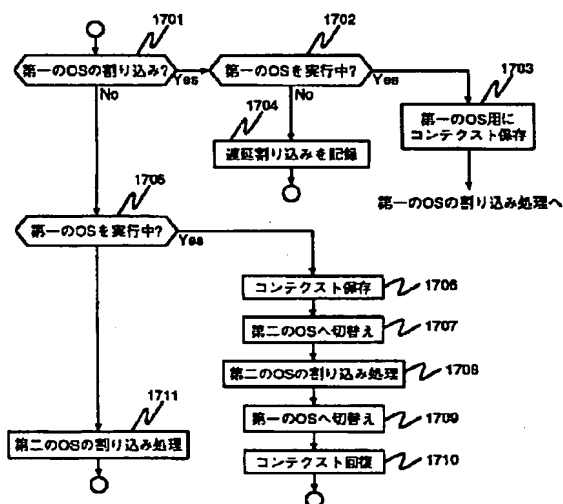 1701
第一のOSの割り込み?
Yes
No
1702
第一のOSを実行中?
Yes
No
1703
第一のOS用に
コンテクスト保存
第一のOSの割り込み処理へ
1704
遅延割り込みを記録
1705
第一のOSを実行中?
Yes
コンテクスト保存
1706
第二のOSへ切替え
1707
第二のOSの割り込み処理
1708
第一のOSへ切替え
1709
コンテクスト回復
1710
1711
第二のOSの割り込み処理